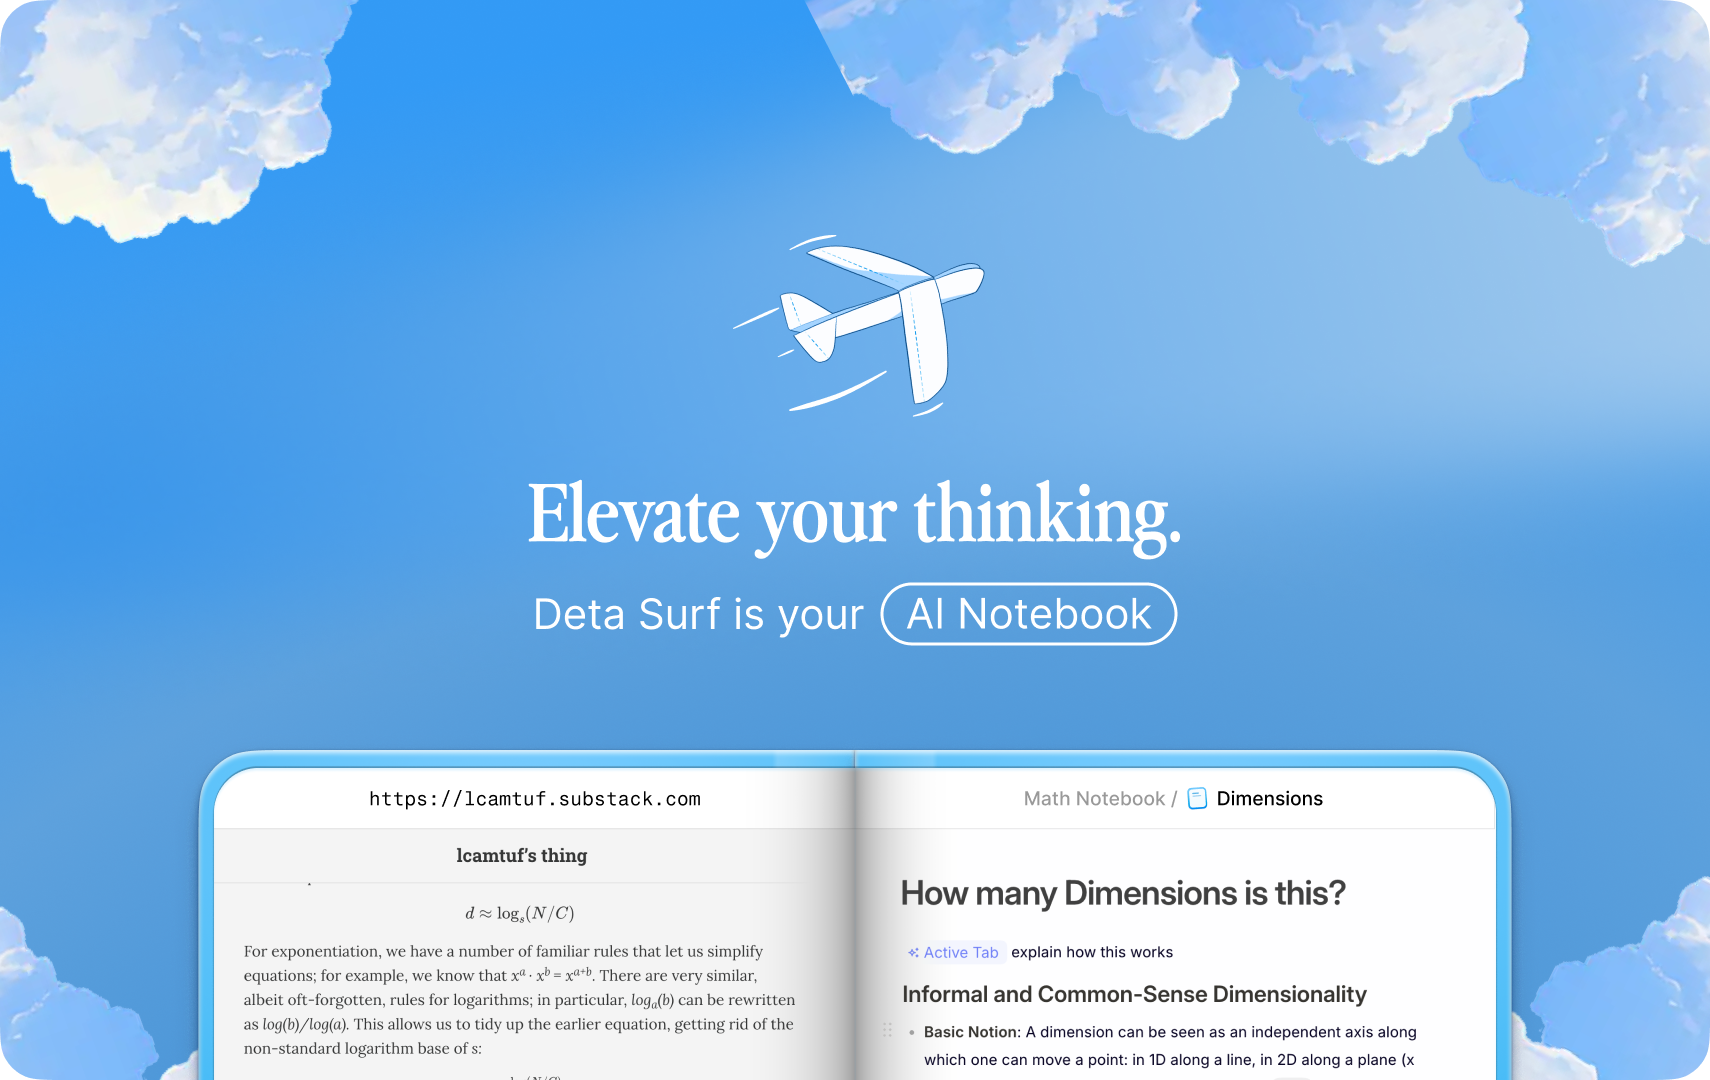 Elevate your thinking.
Deta Surf is your AI Notebook
https://lcamtuf.substack.com
lcamtuf's thing
d ≈ logₛ(N/C)
For exponentiation, we have a number of familiar rules that let us simplify
equations; for example, we know that xᵃ · xᵇ = xᵃ⁺ᵇ. There are very similar,
albeit oft-forgotten, rules for logarithms; in particular, logₐ(b) can be rewritten
as log(b)/log(a). This allows us to tidy up the earlier equation, getting rid of the
non-standard logarithm base of s:
Math Notebook / Dimensions
How many Dimensions is this?
Active Tab explain how this works
Informal and Common-Sense Dimensionality
• Basic Notion: A dimension can be seen as an independent axis along
which one can move a point: in 1D along a line, in 2D along a plane (x